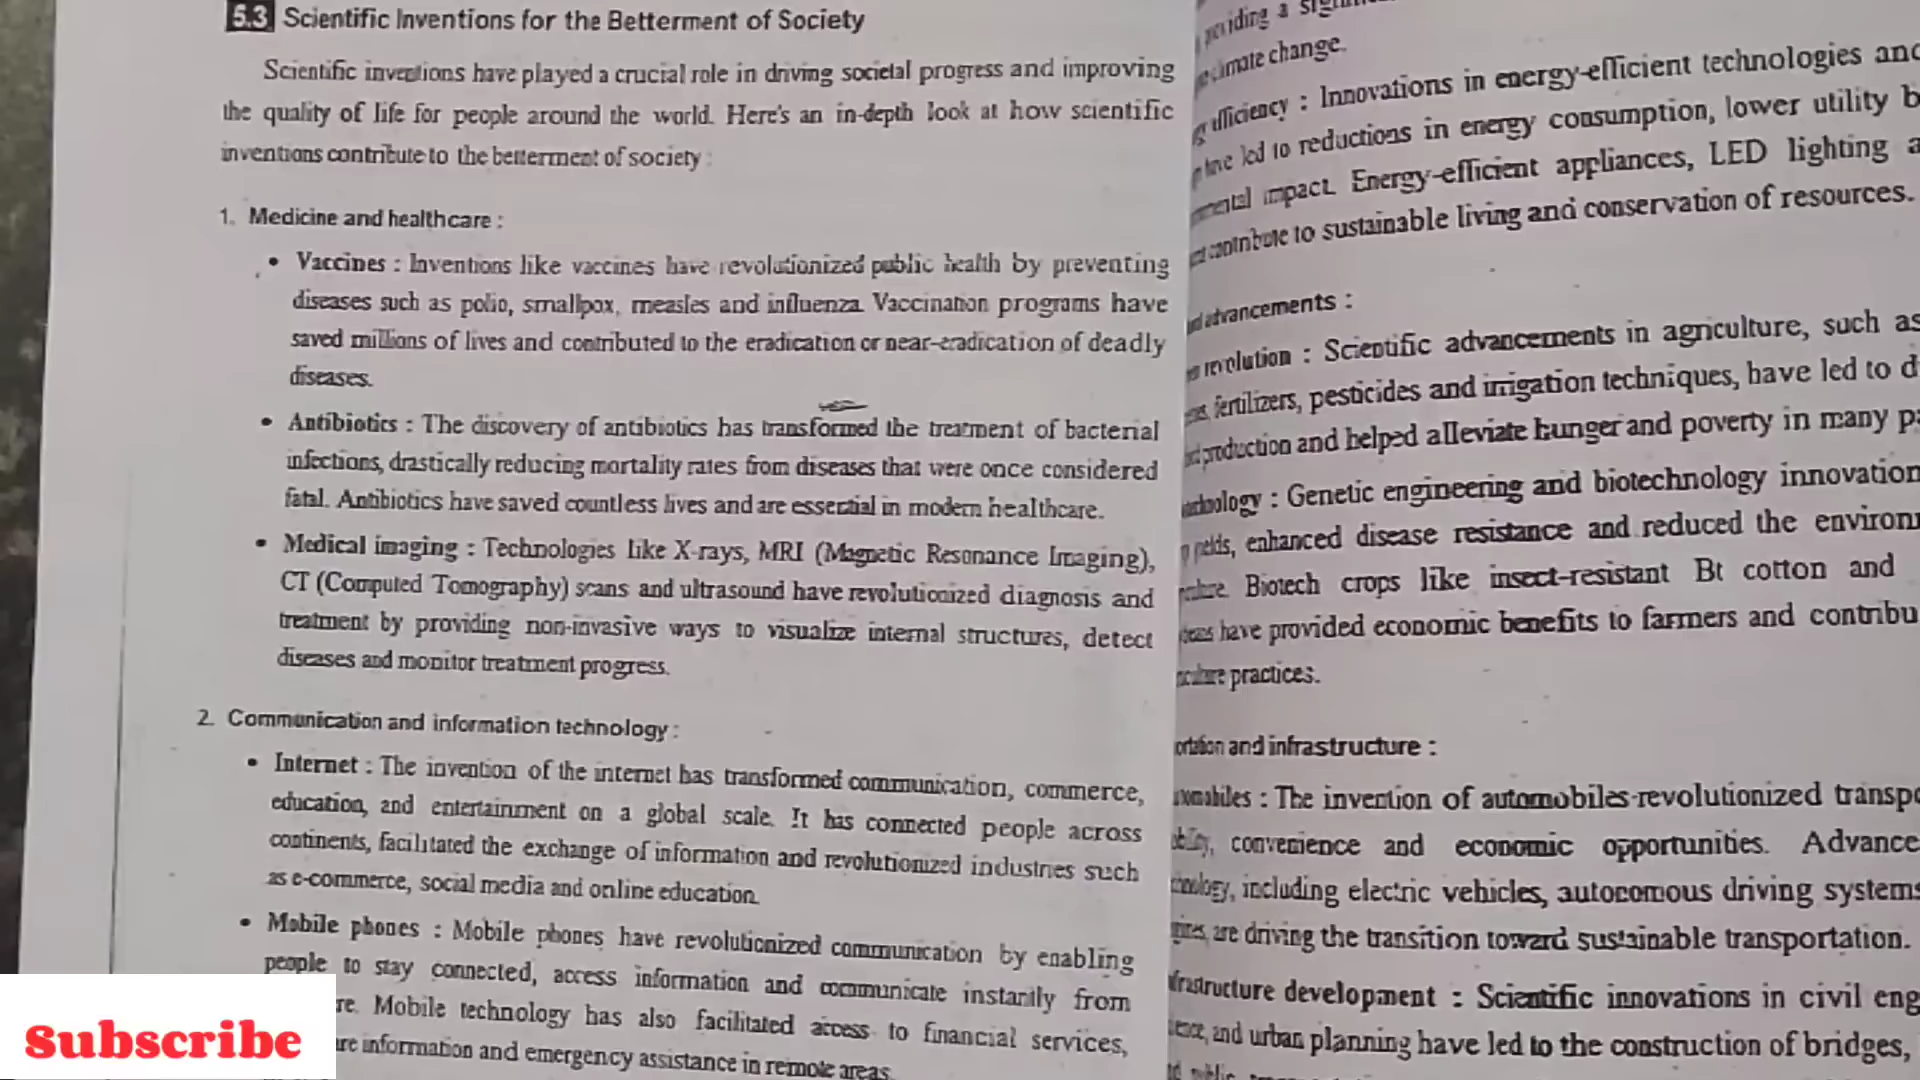 5.3 Scientific Inventions for the Betterment of Society
Scientific inventions have played a crucial role in driving societal progress and improving
the quality of life for people around the world. Here's an in-depth look at how scientific
inventions contribute to the betterment of society :
1. Medicine and healthcare :
• Vaccines : Inventions like vaccines have revolutionized public health by preventing
diseases such as polio, smallpox, measles and influenza. Vaccination programs have
saved millions of lives and contributed to the eradication or near-eradication of deadly
diseases.
• Antibiotics : The discovery of antibiotics has transformed the treatment of bacterial
infections, drastically reducing mortality rates from diseases that were once considered
fatal. Antibiotics have saved countless lives and are essential in modern healthcare.
• Medical imaging : Technologies like X-rays, MRI (Magnetic Resonance Imaging),
CT (Computed Tomography) scans and ultrasound have revolutionized diagnosis and
treatment by providing non-invasive ways to visualize internal structures, detect
diseases and monitor treatment progress.
2. Communication and information technology :
• Internet : The invention of the internet has transformed communication, commerce,
education, and entertainment on a global scale. It has connected people across
continents, facilitated the exchange of information and revolutionized industries such
as e-commerce, social media and online education.
• Mobile phones : Mobile phones have revolutionized communication by enabling
people to stay connected, access information and communicate instantly from
re. Mobile technology has also facilitated access to financial services,
re information and emergency assistance in remote areas.
Subscribe
providing a
climate change.
efficiency : Innovations in energy-efficient technologies and
have led to reductions in energy consumption, lower utility b
mental impact. Energy-efficient appliances, LED lighting a
contribute to sustainable living and conservation of resources.
advancements :
revolution : Scientific advancements in agriculture, such as
fertilizers, pesticides and irrigation techniques, have led to d
production and helped alleviate hunger and poverty in many p
nology : Genetic engineering and biotechnology innovation
yields, enhanced disease resistance and reduced the environ
Biotech crops like insect-resistant Bt cotton and
have provided economic benefits to farmers and contribu
practices.
ortation and infrastructure :
omobiles : The invention of automobiles revolutionized transpo
convenience and economic opportunities. Advance
nology, including electric vehicles, autonomous driving systems
are driving the transition toward sustainable transportation.
frastructure development : Scientific innovations in civil eng
and urban planning have led to the construction of bridges,